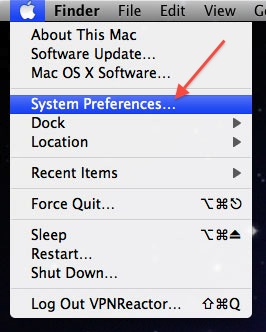 Finder File Edit View G
About This Mac
Software Update...
Mac OS X Software...
System Preferences...
Dock
Location
Recent Items
Force Quit... ⌥⌘⎋
Sleep ⌥⌘⏏
Restart...
Shut Down...
Log Out VPNReactor... ⇧⌘Q